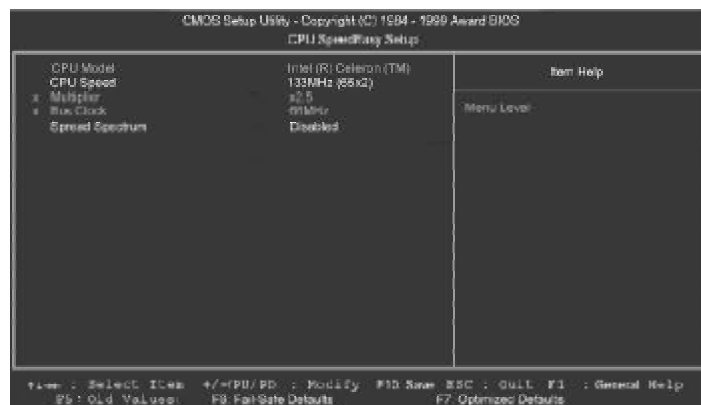 CMOS Setup Utility - Copyright (C) 1984 - 1999 Award BIOS
CPU SpeedEasy Setup
CPU Model Intel (R) Celeron (TM)
CPU Speed 133MHz (66x2)
x Multiplier x2.5
x Bus Clock 66MHz
Spread Spectrum Disabled
Item Help
Menu Level
: Select Item +/-/PU/PD : Modify F10 Save ESC : Quit F1 : General Help
F5 : Old Values F6: Fail-Safe Defaults F7: Optimized Defaults